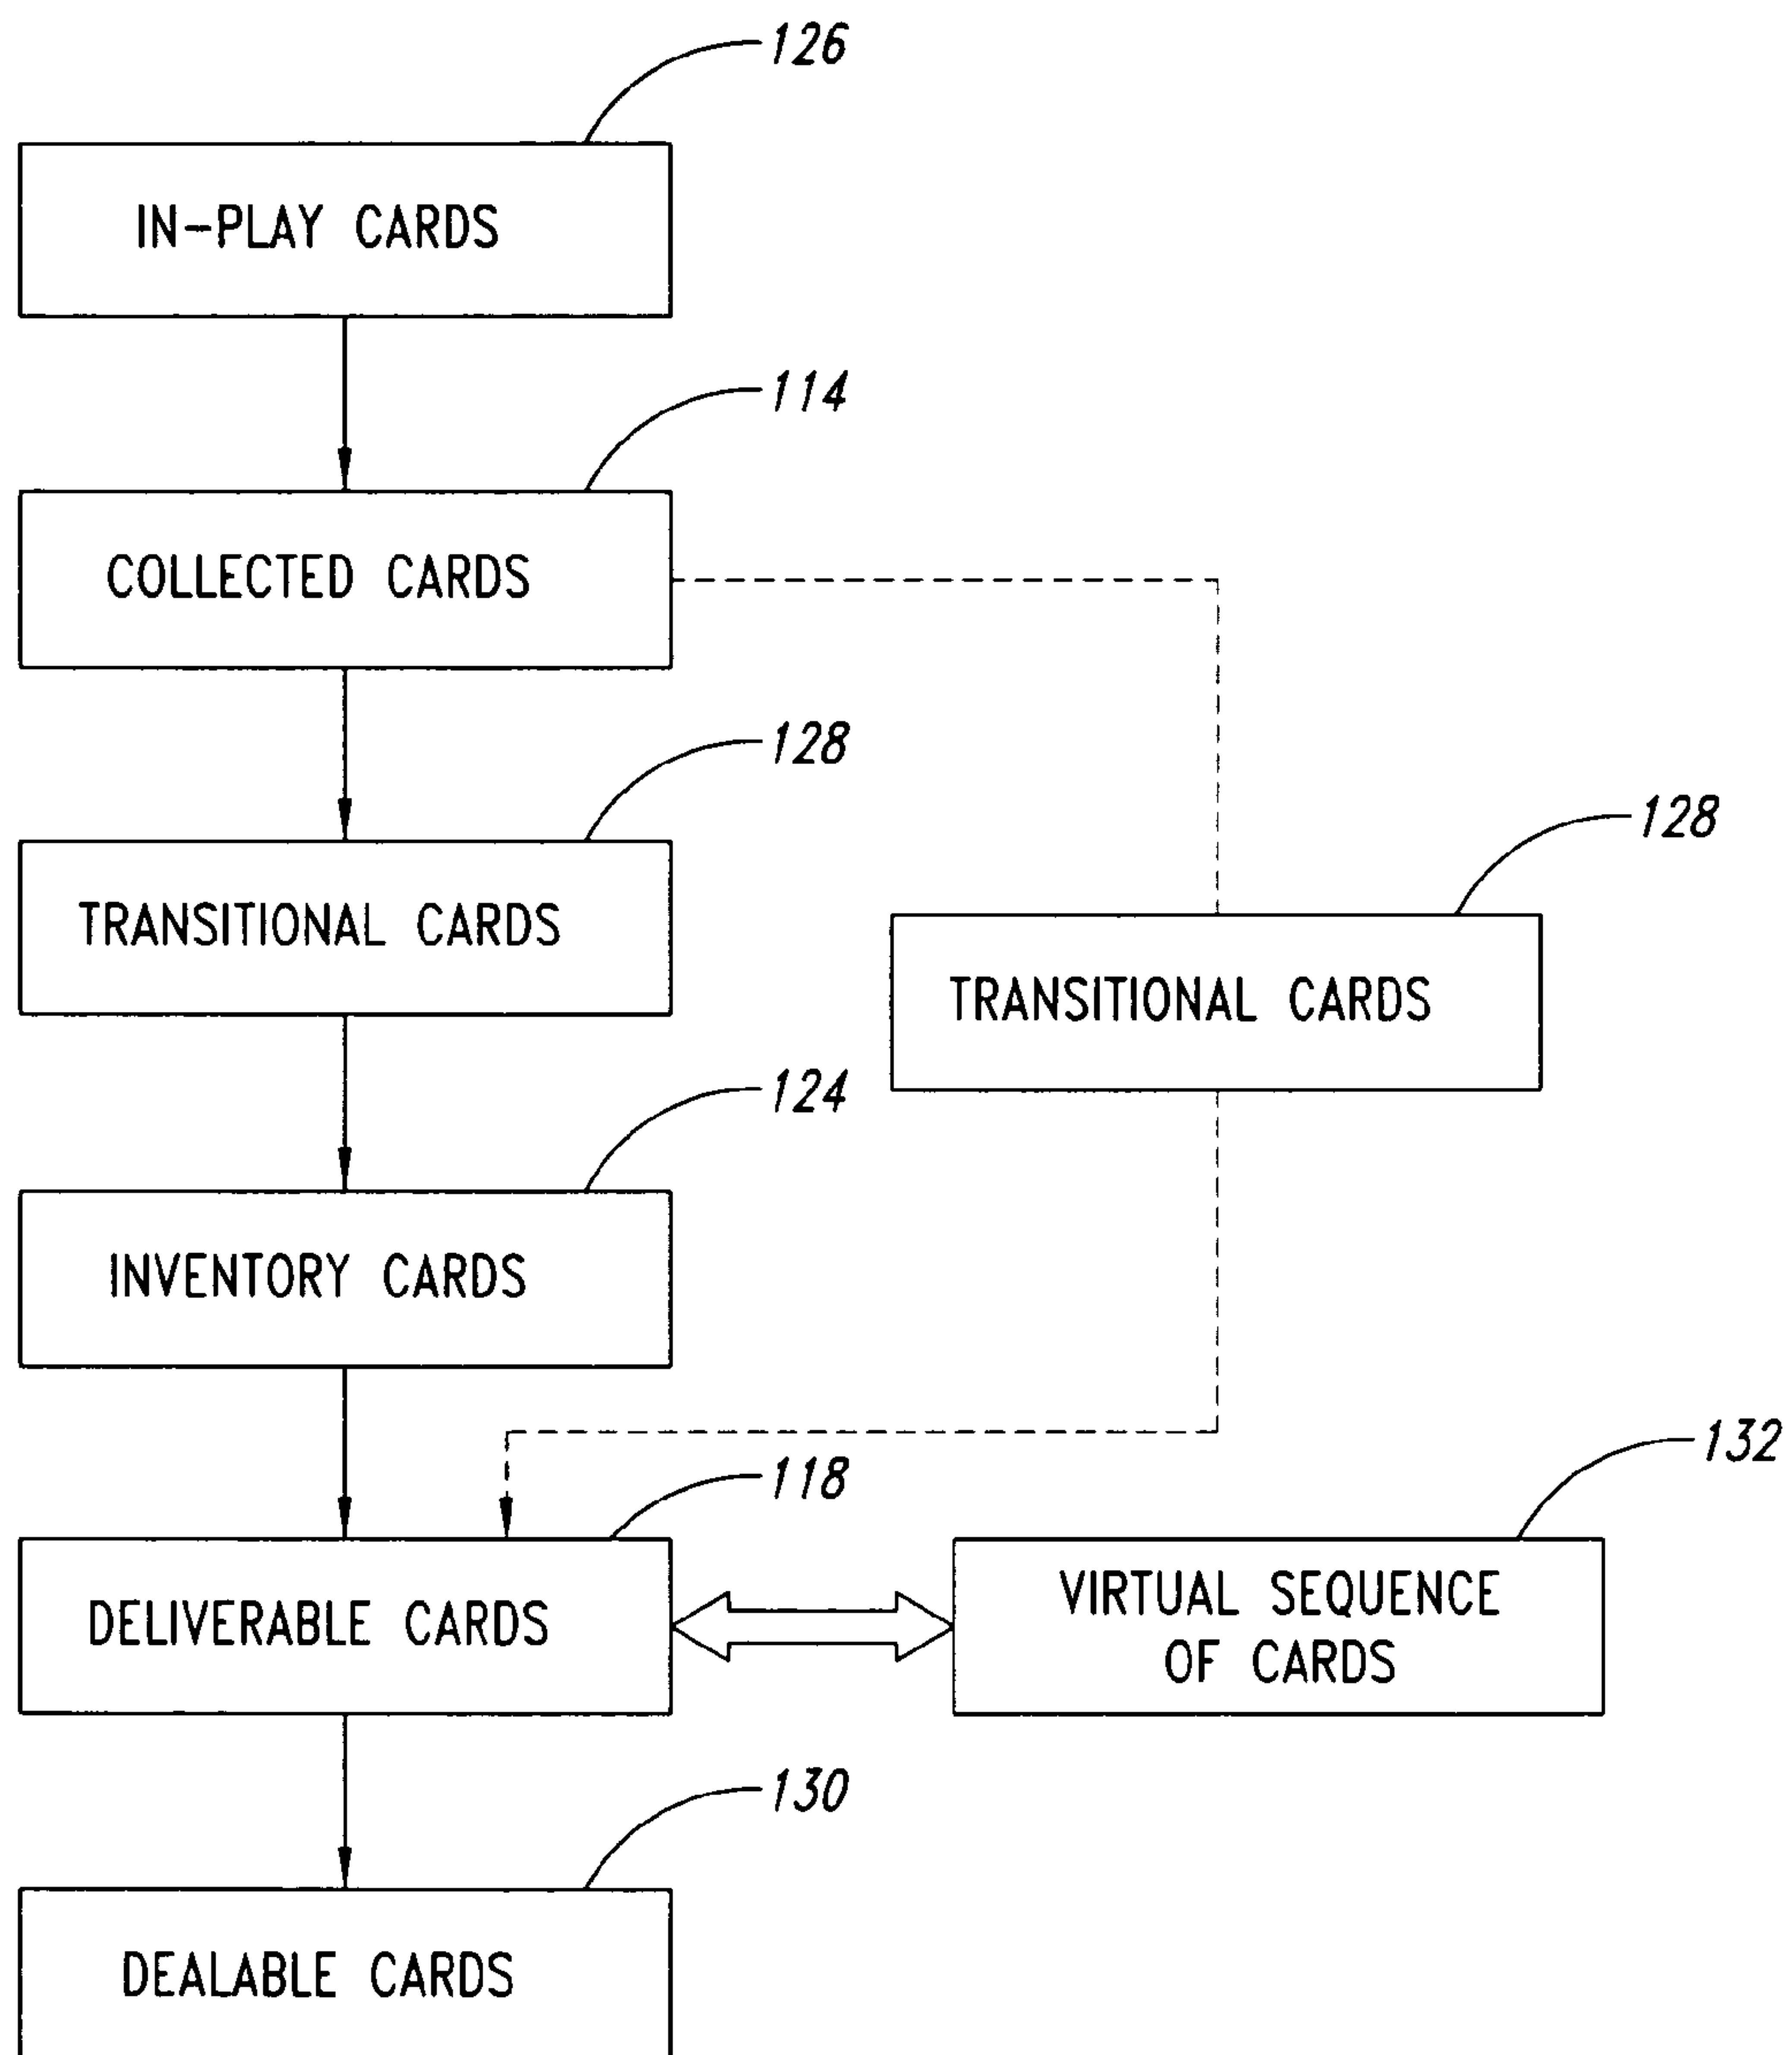 126
IN-PLAY CARDS
114
COLLECTED CARDS
128
TRANSITIONAL CARDS
128
TRANSITIONAL CARDS
124
INVENTORY CARDS
118
DELIVERABLE CARDS
132
VIRTUAL SEQUENCE
OF CARDS
130
DEALABLE CARDS